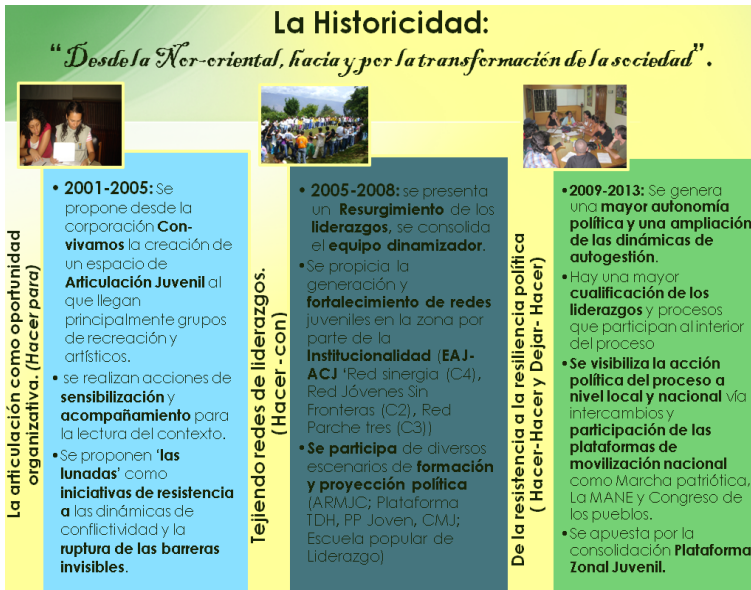 La Historicidad:
“Desde la Nor-oriental, hacia y por la transformación de la sociedad”.
La articulación como oportunidad
organizativa. (Hacer para)
• 2001-2005: Se
propone desde la
corporación Con-
vivamos la creación de
un espacio de
Articulación Juvenil al
que llegan
principalmente grupos
de recreación y
artísticos.
• se realizan acciones de
sensibilización y
acompañamiento para
la lectura del contexto.
•Se proponen ‘las
lunadas’ como
iniciativas de resistencia
a las dinámicas de
conflictividad y la
ruptura de las barreras
invisibles.
Tejiendo redes de liderazgos.
(Hacer -con)
• 2005-2008: se presenta
un Resurgimiento de los
liderazgos, se consolida
el equipo dinamizador.
•Se propicia la
generación y
fortalecimiento de redes
juveniles en la zona por
parte de la
Institucionalidad (EAJ-
ACJ ‘Red sinergia (C4),
Red Jóvenes Sin
Fronteras (C2), Red
Parche tres (C3))
•Se participa de diversos
escenarios de formación
y proyección política
(ARMJC; Plataforma
TDH, PP Joven, CMJ;
Escuela popular de
Liderazgo)
De la resistencia a la resiliencia política
( Hacer-Hacer y Dejar- Hacer)
•2009-2013: Se genera
una mayor autonomía
política y una ampliación
de las dinámicas de
autogestión.
•Hay una mayor
cualificación de los
liderazgos y procesos
que participan al interior
del proceso
•Se visibiliza la acción
política del proceso a
nivel local y nacional vía
intercambios y
participación de las
plataformas de
movilización nacional
como Marcha patriótica,
La MANE y Congreso de
los pueblos.
•Se apuesta por la
consolidación Plataforma
Zonal Juvenil.